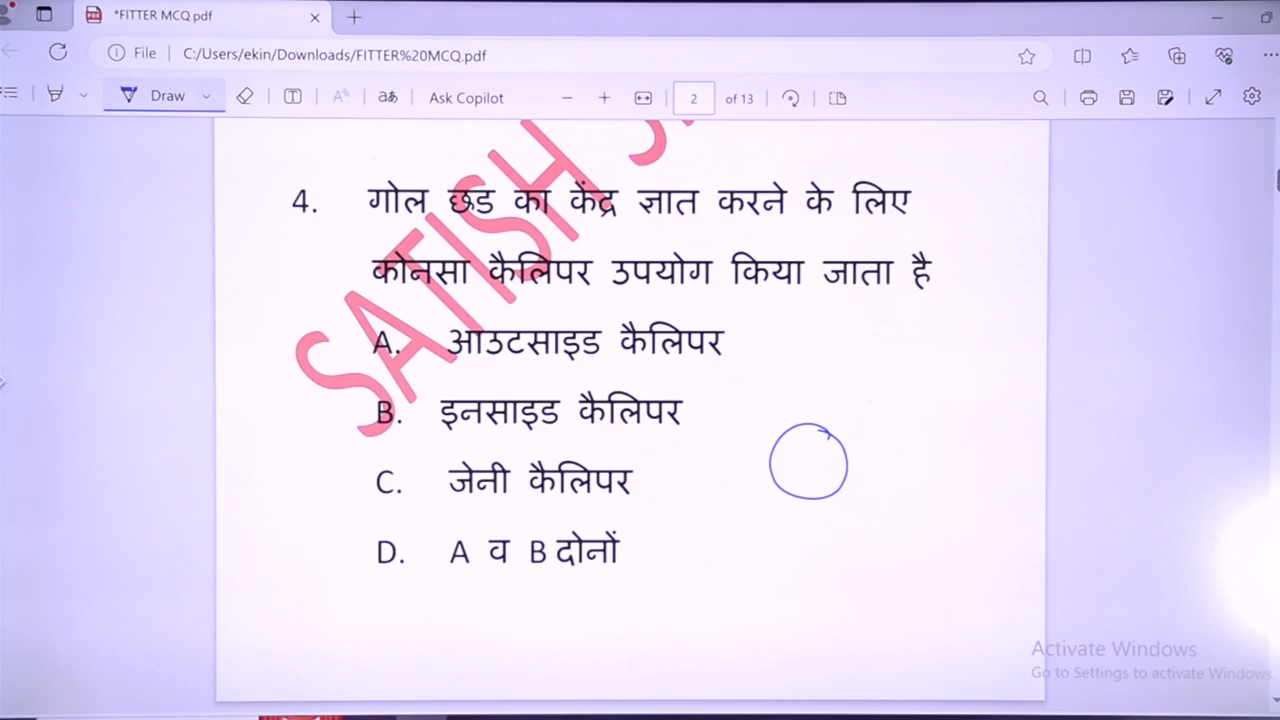 *FITTER MCQ.pdf
File
C:/Users/ekin/Downloads/FITTER%20MCQ.pdf
Draw
aあ
Ask Copilot
2 of 13
SATISH
4. गोल छड का केंद्र ज्ञात करने के लिए
कोनसा कैलिपर उपयोग किया जाता है
A. आउटसाइड कैलिपर
B. इनसाइड कैलिपर
C. जेनी कैलिपर
D. A व B दोनों
Activate Windows
Go to Settings to activate Windows